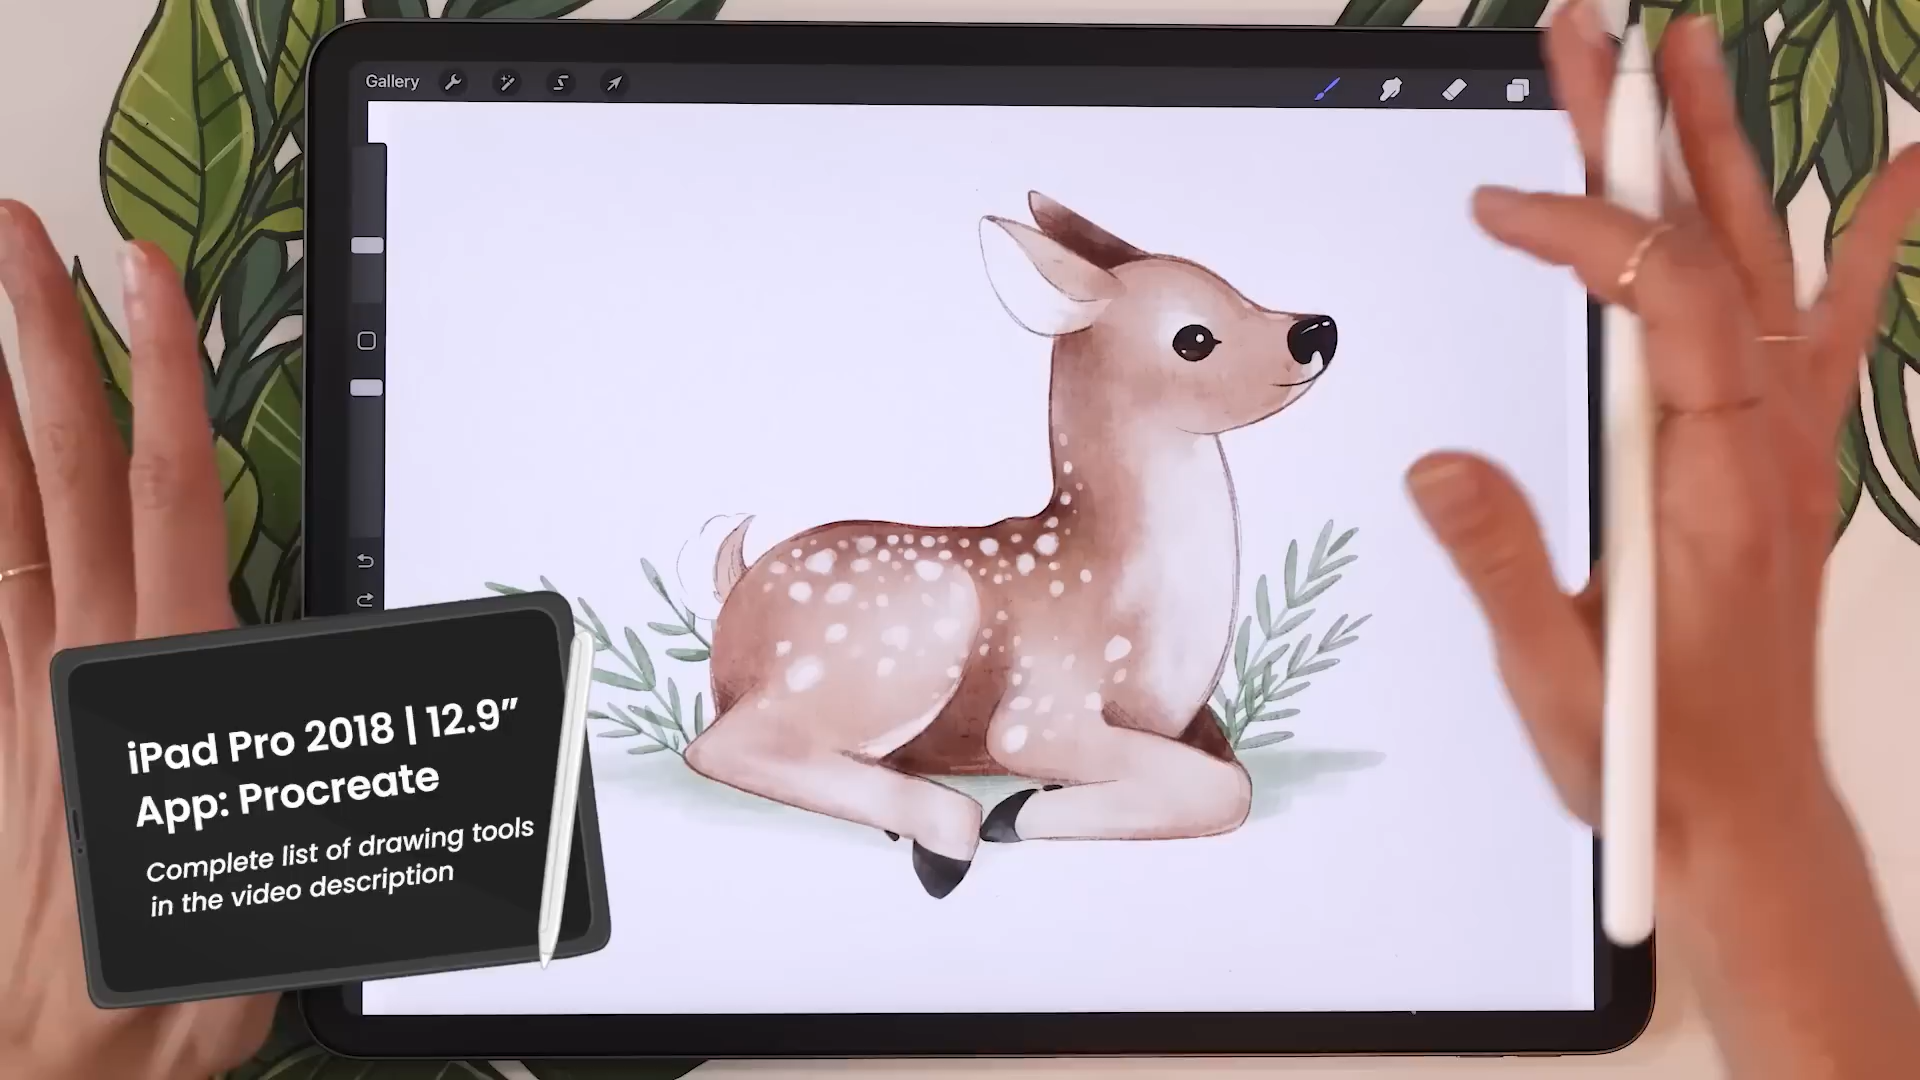 Gallery
iPad Pro 2018 | 12.9″
App: Procreate
Complete list of drawing tools
in the video description